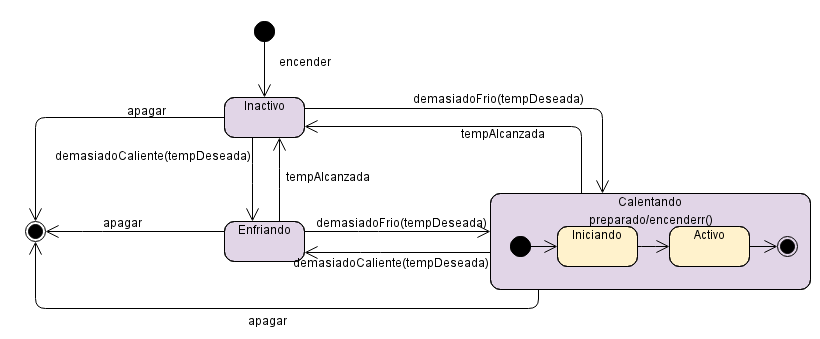 encender
demasiadoFrio(tempDeseada)
apagar
Inactivo
tempAlcanzada
demasiadoCaliente(tempDeseada)
tempAlcanzada
Calentando
preparado/encenderr()
apagar
Enfriando
demasiadoFrio(tempDeseada)
Iniciando
Activo
demasiadoCaliente(tempDeseada)
apagar